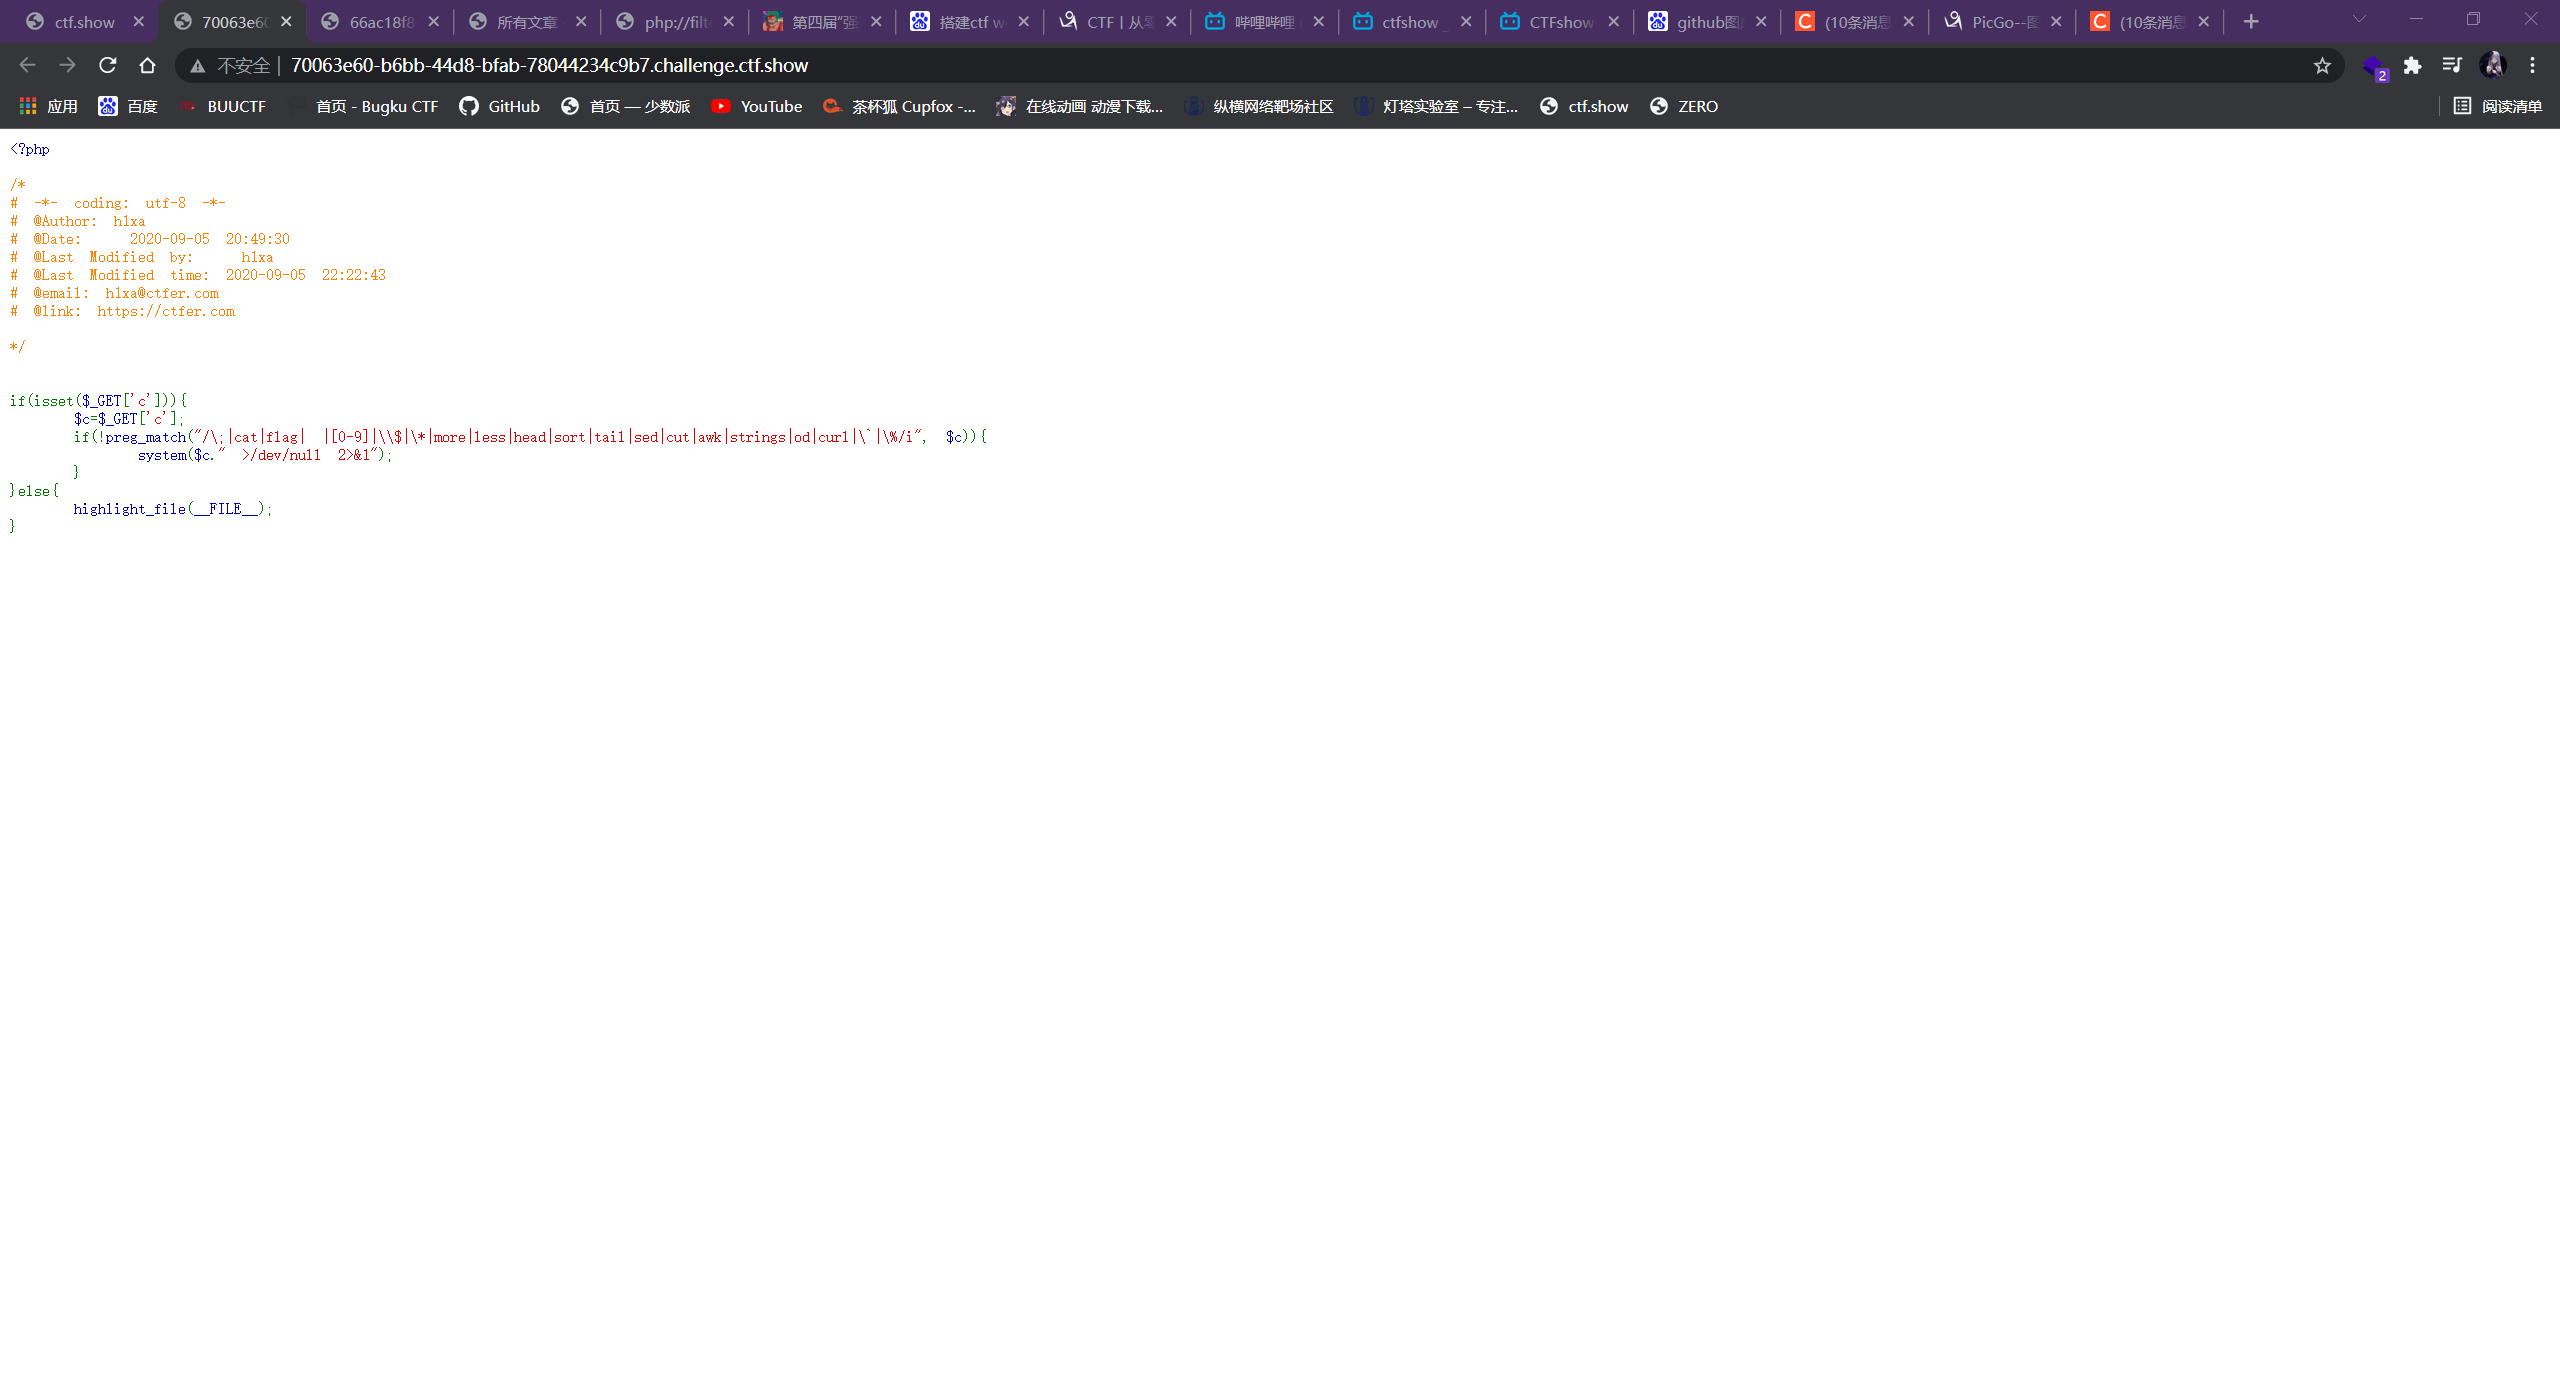 ctf.show
70063e60
66ac18f8
所有文章
php://filt
第四届“强
搭建ctf w
CTF | 从零
哔哩哔哩
ctfshow
CTFshow
github图
(10条消息
PicGo--图
(10条消息
不安全 | 70063e60-b6bb-44d8-bfab-78044234c9b7.challenge.ctf.show
2
应用 百度 BUUCTF 首页 - Bugku CTF GitHub 首页 — 少数派 YouTube 茶杯狐 Cupfox -... 在线动画 动漫下载... 纵横网络靶场社区 灯塔实验室 – 专注... ctf.show ZERO 阅读清单
<?php
/*
# -*- coding: utf-8 -*-
# @Author: h1xa
# @Date:   2020-09-05 20:49:30
# @Last Modified by:   h1xa
# @Last Modified time: 2020-09-05 22:22:43
# @email: h1xa@ctfer.com
# @link: https://ctfer.com
*/
if(isset($_GET['c'])){
    $c=$_GET['c'];
    if(!preg_match("/\;|cat|flag| |[0-9]|\\$|\*|more|less|head|sort|tail|sed|cut|awk|strings|od|curl|\`|\%/i", $c)){
        system($c." >/dev/null 2>&1");
    }
}else{
    highlight_file(__FILE__);
}